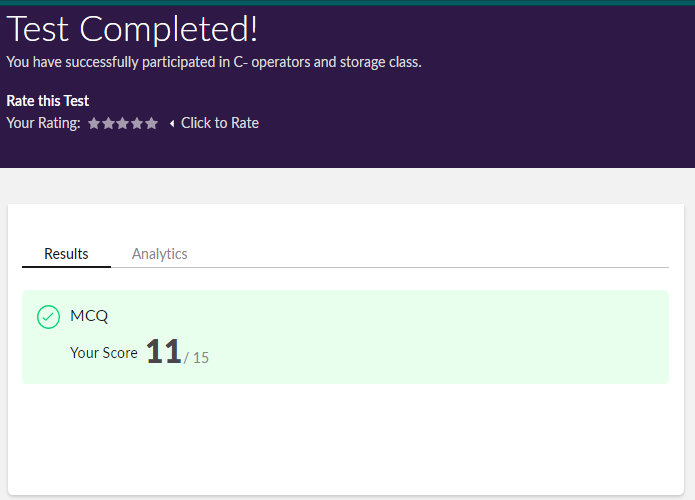 Test Completed!
You have successfully participated in C- operators and storage class.
Rate this Test
Your Rating: Click to Rate
Results Analytics
MCQ
Your Score 11 / 15